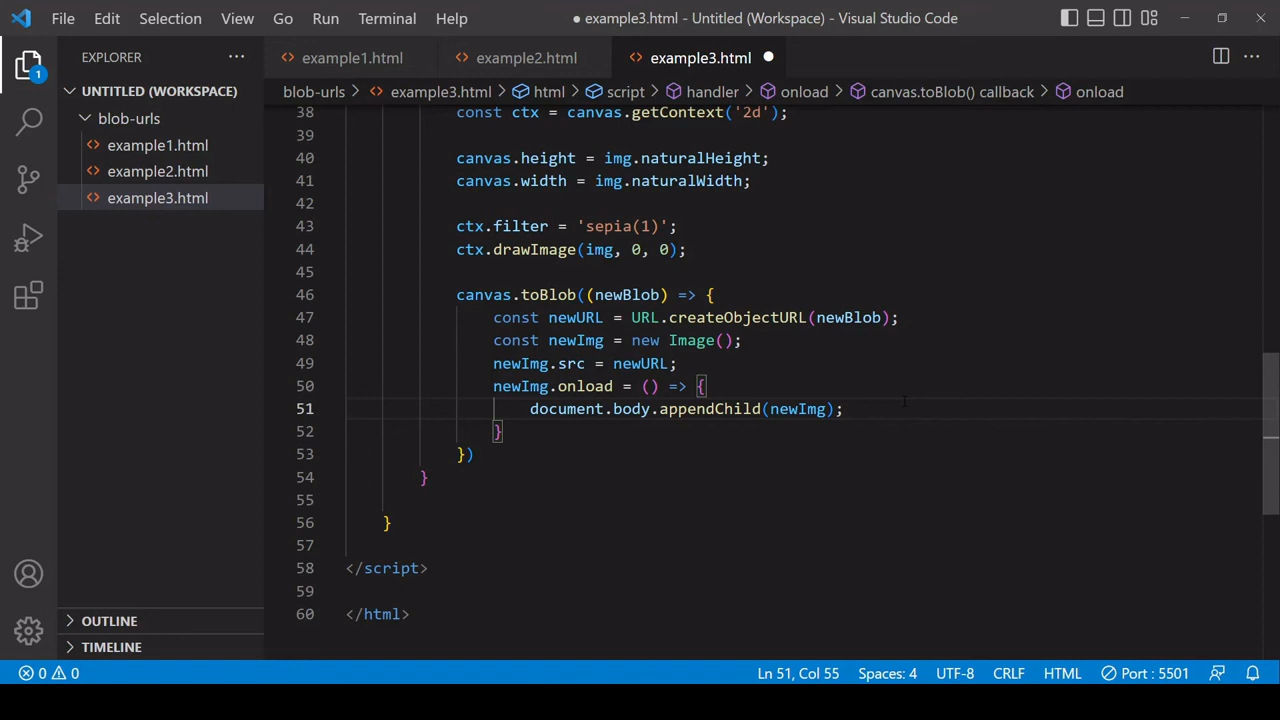 File Edit Selection View Go Run Terminal Help ● example3.html - Untitled (Workspace) - Visual Studio Code
EXPLORER ··· example1.html example2.html example3.html ●
1
UNTITLED (WORKSPACE)
blob-urls > example3.html > html > script > handler > onload > canvas.toBlob() callback > onload
blob-urls
example1.html
example2.html
example3.html
38 const ctx = canvas.getContext('2d');
39
40 canvas.height = img.naturalHeight;
41 canvas.width = img.naturalWidth;
42
43 ctx.filter = 'sepia(1)';
44 ctx.drawImage(img, 0, 0);
45
46 canvas.toBlob((newBlob) => {
47 const newURL = URL.createObjectURL(newBlob);
48 const newImg = new Image();
49 newImg.src = newURL;
50 newImg.onload = () => {
51 document.body.appendChild(newImg);
52 }
53 })
54 }
55
56 }
57
58 </script>
59
60 </html>
OUTLINE
TIMELINE
0 0 Ln 51, Col 55 Spaces: 4 UTF-8 CRLF HTML Port : 5501